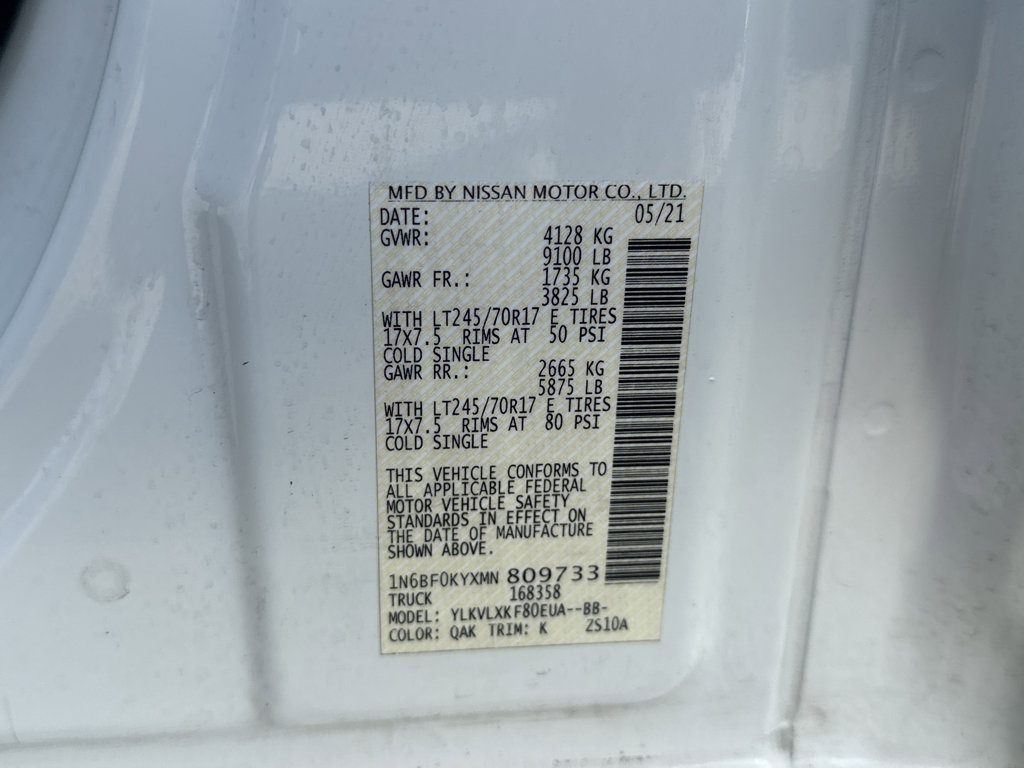 MFD BY NISSAN MOTOR CO., LTD.
DATE: 05/21
GVWR: 4128 KG
9100 LB
GAWR FR.: 1735 KG
3825 LB
WITH LT245/70R17 E TIRES
17X7.5 RIMS AT 50 PSI
COLD SINGLE
GAWR RR.: 2665 KG
5875 LB
WITH LT245/70R17 E TIRES
17X7.5 RIMS AT 80 PSI
COLD SINGLE
THIS VEHICLE CONFORMS TO
ALL APPLICABLE FEDERAL
MOTOR VEHICLE SAFETY
STANDARDS IN EFFECT ON
THE DATE OF MANUFACTURE
SHOWN ABOVE.
1N6BF0KYXMN 809733
TRUCK 168358
MODEL: YLKVLXKF80EUA--BB-
COLOR: QAK TRIM: K ZS10A